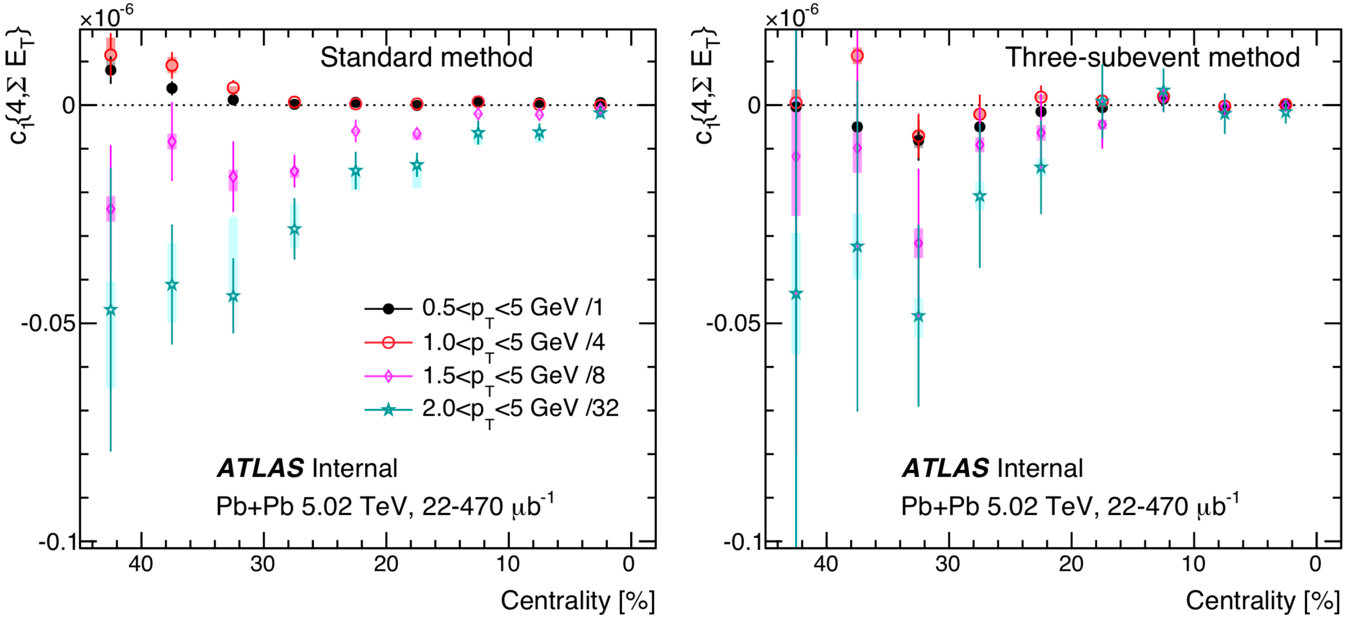 ×10⁻⁶
Standard method
c₁{4,Σ E_T}
0
-0.05
-0.1
0.5<p_T<5 GeV /1
1.0<p_T<5 GeV /4
1.5<p_T<5 GeV /8
2.0<p_T<5 GeV /32
ATLAS Internal
Pb+Pb 5.02 TeV, 22-470 μb⁻¹
40 30 20 10 0
Centrality [%]
×10⁻⁶
Three-subevent method
c₁{4,Σ E_T}
0
-0.05
-0.1
ATLAS Internal
Pb+Pb 5.02 TeV, 22-470 μb⁻¹
40 30 20 10 0
Centrality [%]